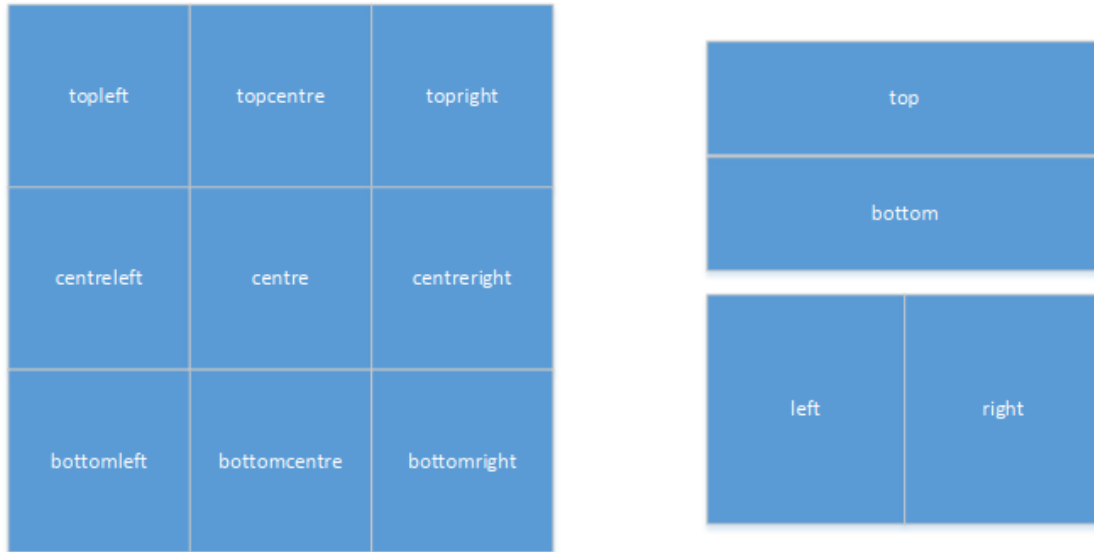 topleft
topcentre
topright
centreleft
centre
centreright
bottomleft
bottomcentre
bottomright
top
bottom
left
right